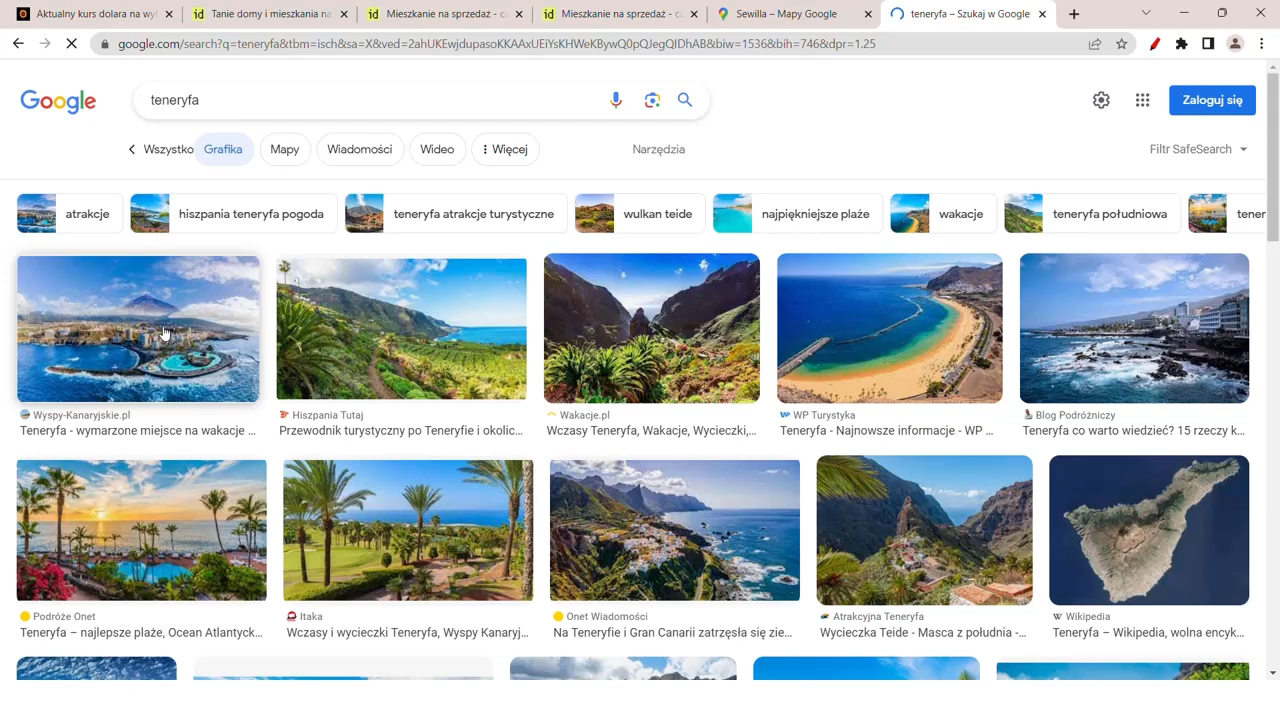 Aktualny kurs dolara na wy
Tanie domy i mieszkania na
Mieszkanie na sprzedaż - c
Mieszkanie na sprzedaż - c
Sewilla – Mapy Google
teneryfa – Szukaj w Google
google.com/search?q=teneryfa&tbm=isch&sa=X&ved=2ahUKEwjdupsoKKAAxUEiYsKHWeKBywQ0pQJegQIDhAB&biw=1536&bih=746&dpr=1.25
Google
teneryfa
Zaloguj się
Wszystko
Grafika
Mapy
Wiadomości
Wideo
Więcej
Narzędzia
Filtr SafeSearch
atrakcje
hiszpania teneryfa pogoda
teneryfa atrakcje turystyczne
wulkan teide
najpiękniejsze plaże
wakacje
teneryfa południowa
tener
Wyspy-Kanaryjskie.pl
Teneryfa - wymarzone miejsce na wakacje ...
Hiszpania Tutaj
Przewodnik turystyczny po Teneryfie i okolic...
Wakacje.pl
Wczasy Teneryfa, Wakacje, Wycieczki,...
WP Turystyka
Teneryfa - Najnowsze informacje - WP ...
Blog Podróżniczy
Teneryfa co warto wiedzieć? 15 rzeczy k...
Podróże Onet
Teneryfa – najlepsze plaże, Ocean Atlantyck...
Itaka
Wczasy i wycieczki Teneryfa, Wyspy Kanaryj...
Onet Wiadomości
Na Teneryfie i Gran Canarii zatrzęsła się zie...
Atrakcyjna Teneryfa
Wycieczka Teide - Masca z południa -...
Wikipedia
Teneryfa – Wikipedia, wolna encyk...